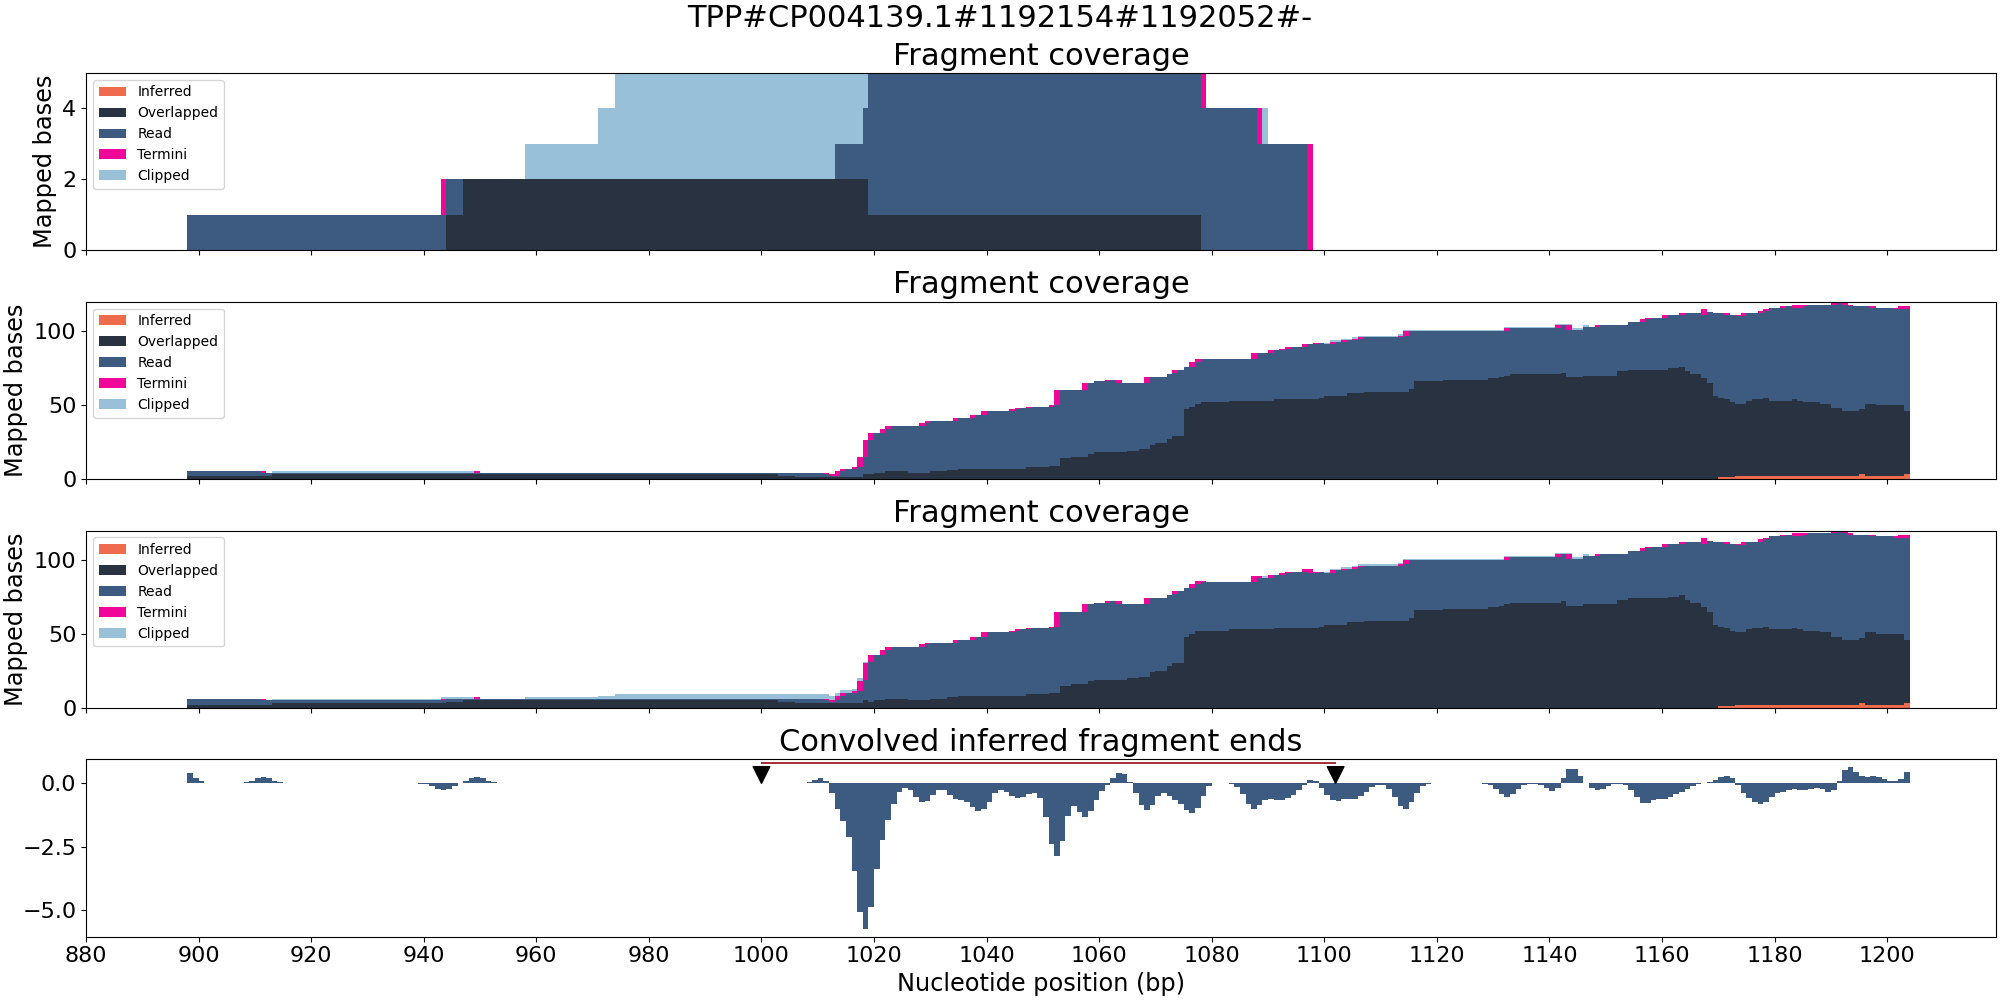 TPP#CP004139.1#1192154#1192052#-
Fragment coverage
Mapped bases
4
2
0
Inferred
Overlapped
Read
Termini
Clipped
Fragment coverage
Mapped bases
100
50
0
Inferred
Overlapped
Read
Termini
Clipped
Fragment coverage
Mapped bases
100
50
0
Inferred
Overlapped
Read
Termini
Clipped
Convolved inferred fragment ends
0.0
−2.5
−5.0
880 900 920 940 960 980 1000 1020 1040 1060 1080 1100 1120 1140 1160 1180 1200
Nucleotide position (bp)